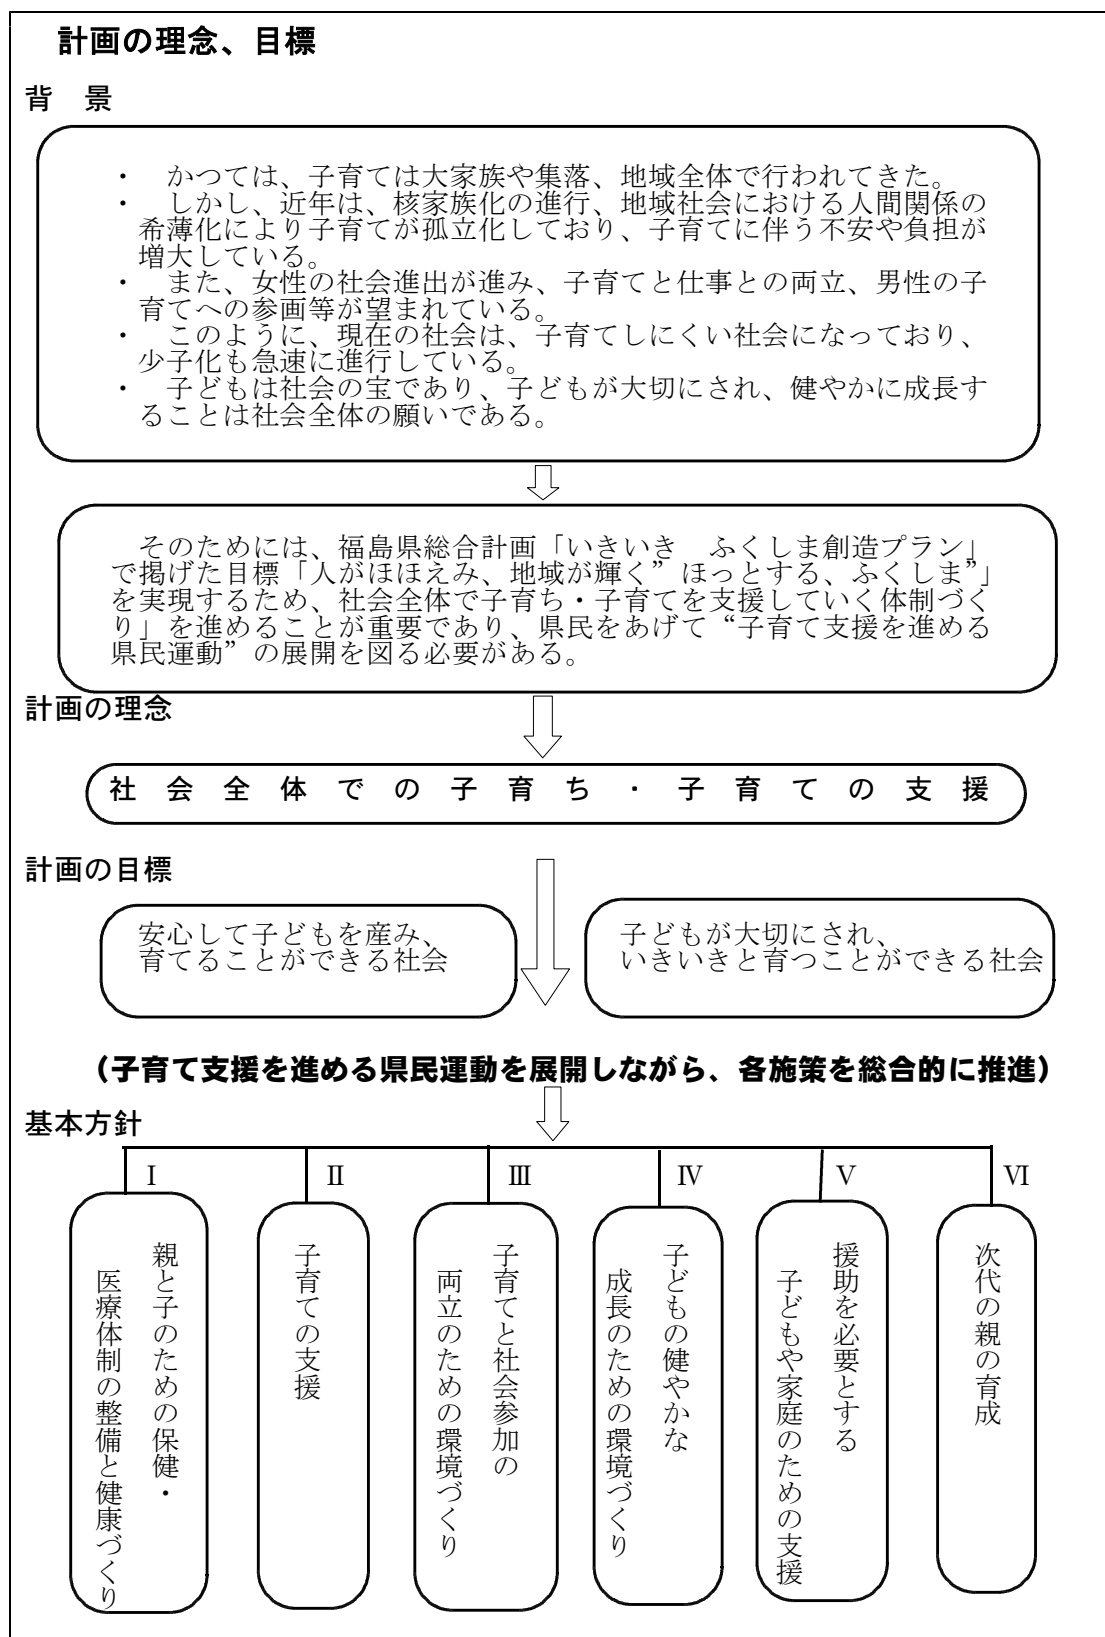 計画の理念、目標
背　景
・　かつては、子育ては大家族や集落、地域全体で行われてきた。
・　しかし、近年は、核家族化の進行、地域社会における人間関係の
希薄化により子育てが孤立化しており、子育てに伴う不安や負担が
増大している。
・　また、女性の社会進出が進み、子育てと仕事との両立、男性の子
育てへの参画等が望まれている。
・　このように、現在の社会は、子育てしにくい社会になっており、
少子化も急速に進行している。
・　子どもは社会の宝であり、子どもが大切にされ、健やかに成長す
ることは社会全体の願いである。
そのためには、福島県総合計画「いきいき　ふくしま創造プラン」
で掲げた目標「人がほほえみ、地域が輝く”ほっとする、ふくしま”」
を実現するため、社会全体で子育ち・子育てを支援していく体制づく
り」を進めることが重要であり、県民をあげて“子育て支援を進める
県民運動”の展開を図る必要がある。
計画の理念
社会全体での子育ち・子育ての支援
計画の目標
安心して子どもを産み、
育てることができる社会
子どもが大切にされ、
いきいきと育つことができる社会
（子育て支援を進める県民運動を展開しながら、各施策を総合的に推進）
基本方針
Ⅰ
親と子のための保健・
医療体制の整備と健康づくり
Ⅱ
子育ての支援
Ⅲ
子育てと社会参加の
両立のための環境づくり
Ⅳ
子どもの健やかな
成長のための環境づくり
Ⅴ
援助を必要とする
子どもや家庭のための支援
Ⅵ
次代の親の育成